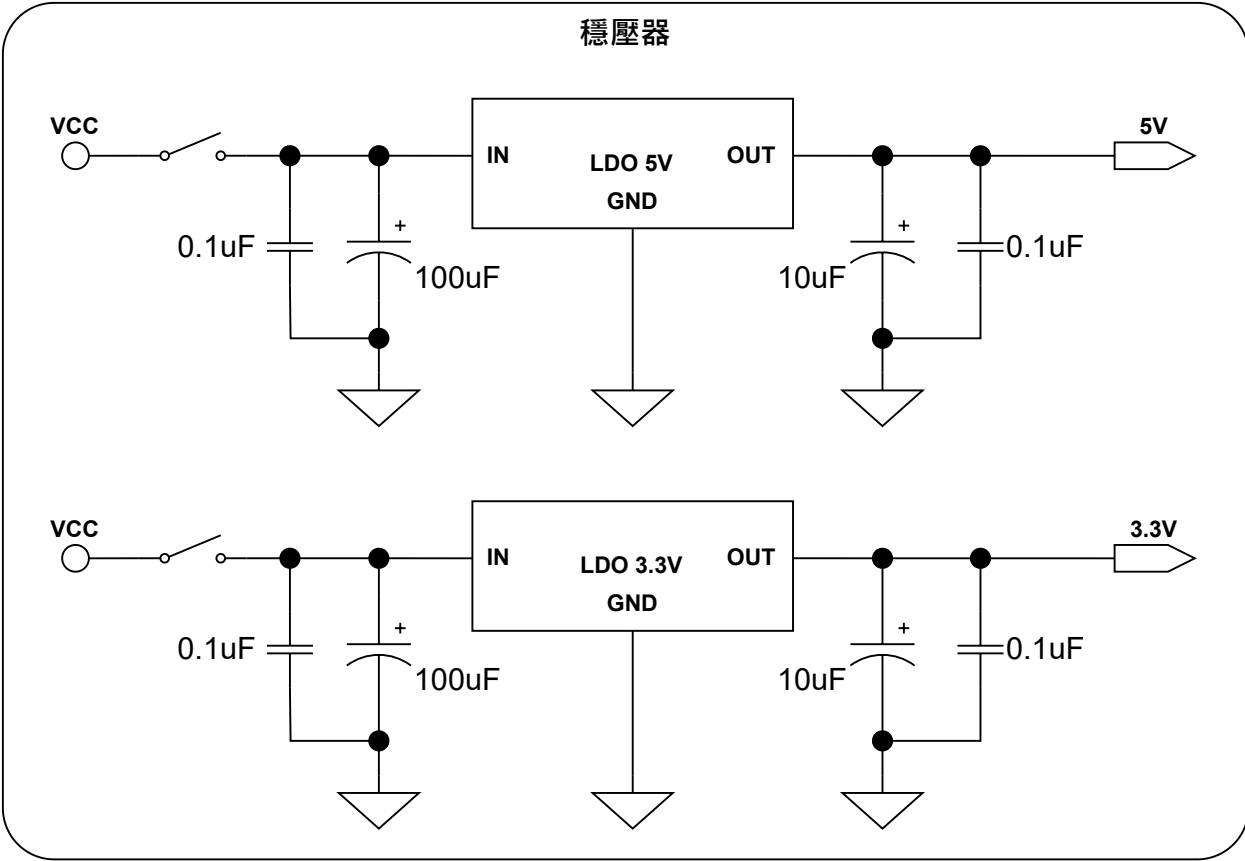 穩壓器
VCC
IN
LDO 5V
OUT
GND
5V
0.1uF
+
100uF
+
10uF
0.1uF
VCC
IN
LDO 3.3V
OUT
GND
3.3V
0.1uF
+
100uF
+
10uF
0.1uF